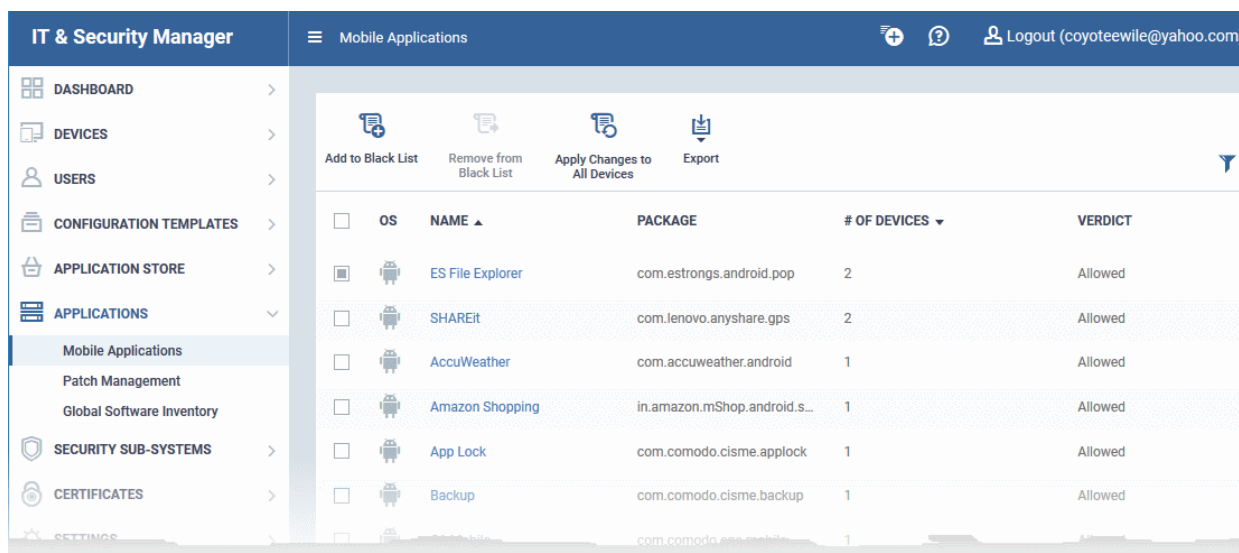 IT & Security Manager
Mobile Applications
Logout (coyoteewile@yahoo.com
DASHBOARD
DEVICES
USERS
CONFIGURATION TEMPLATES
APPLICATION STORE
APPLICATIONS
Mobile Applications
Patch Management
Global Software Inventory
SECURITY SUB-SYSTEMS
CERTIFICATES
SETTINGS
Add to Black List
Remove from
Black List
Apply Changes to
All Devices
Export
OS NAME PACKAGE # OF DEVICES VERDICT
ES File Explorer com.estrongs.android.pop 2 Allowed
SHAREit com.lenovo.anyshare.gps 2 Allowed
AccuWeather com.accuweather.android 1 Allowed
Amazon Shopping in.amazon.mShop.android.s... 1 Allowed
App Lock com.comodo.cisme.applock 1 Allowed
Backup com.comodo.cisme.backup 1 Allowed
1